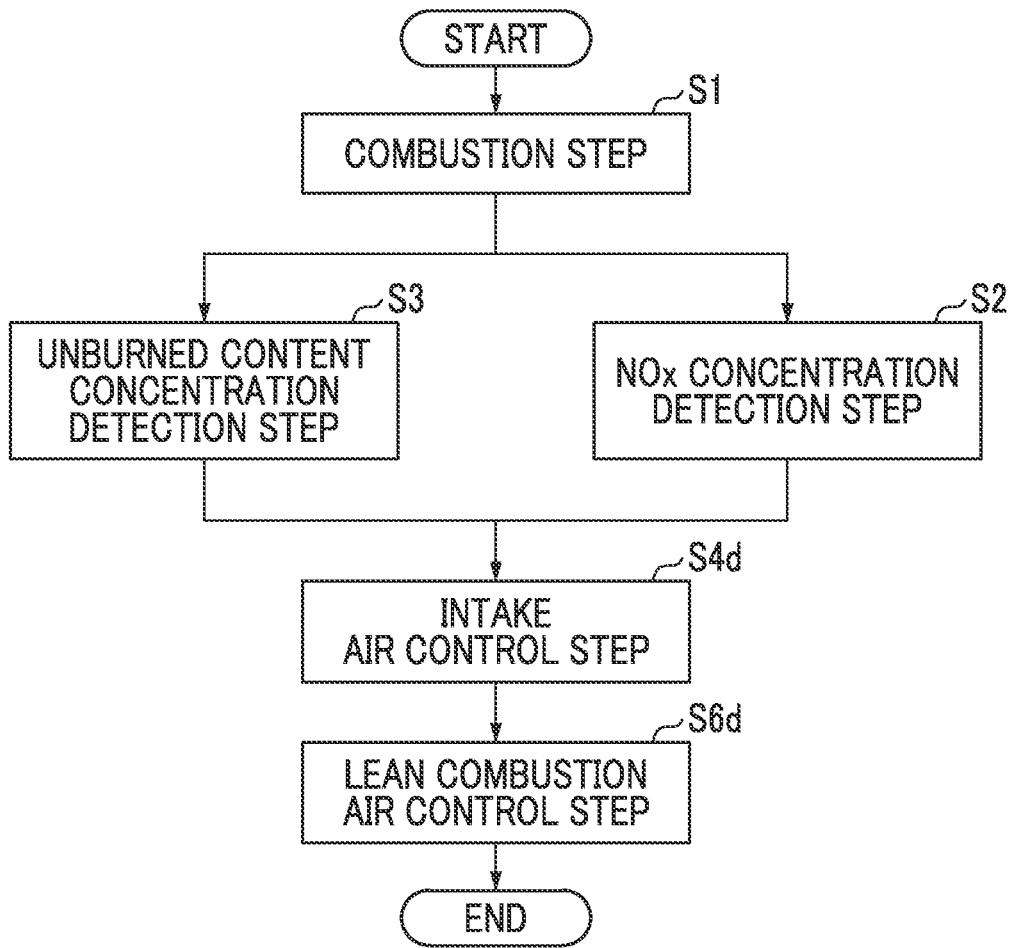 START
S1
COMBUSTION STEP
S3
UNBURNED CONTENT
CONCENTRATION
DETECTION STEP
S2
NOx CONCENTRATION
DETECTION STEP
S4d
INTAKE
AIR CONTROL STEP
S6d
LEAN COMBUSTION
AIR CONTROL STEP
END